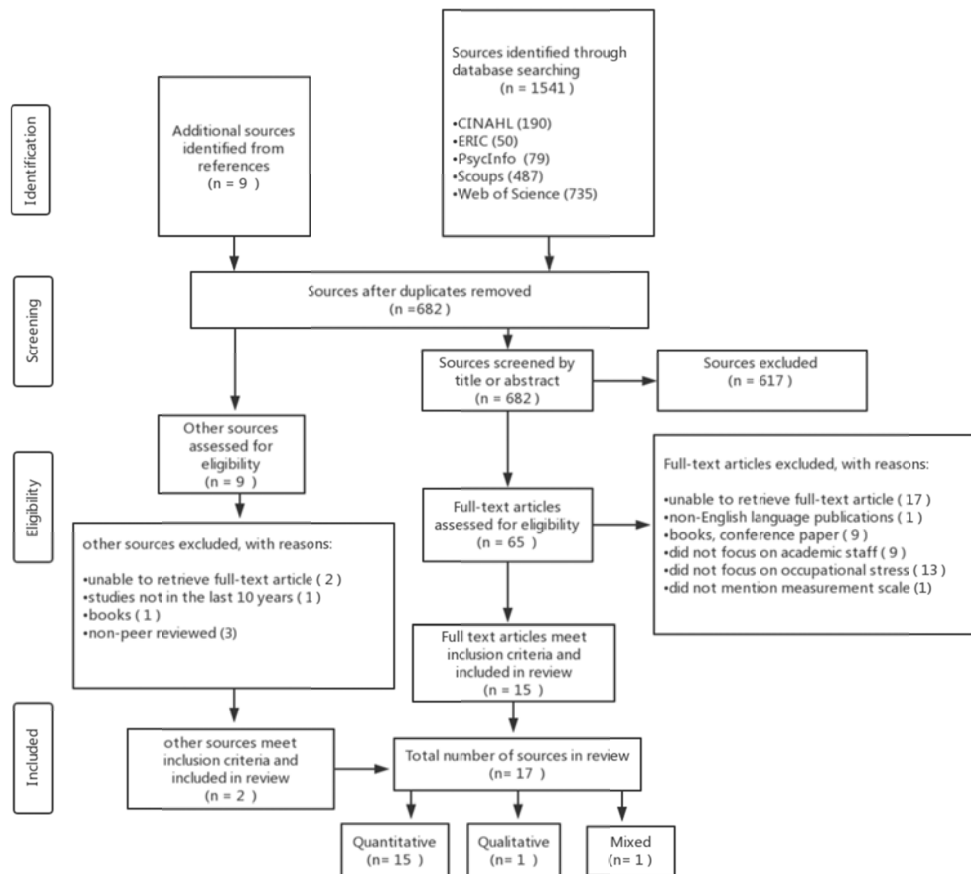 Identification
Additional sources
identified from
references
(n = 9 )
Sources identified through
database searching
(n = 1541 )
•CINAHL (190)
•ERIC (50)
•PsycInfo (79)
•Scoups (487)
•Web of Science (735)
Screening
Sources after duplicates removed
(n =682 )
Sources screened by
title or abstract
(n = 682 )
Sources excluded
(n = 617 )
Eligibility
Other sources
assessed for
eligibility
(n = 9 )
Full-text articles
assessed for eligibility
(n = 65 )
Full-text articles excluded, with reasons:
•unable to retrieve full-text article ( 17 )
•non-English language publications ( 1 )
•books, conference paper ( 9 )
•did not focus on academic staff ( 9 )
•did not focus on occupational stress ( 13 )
•did not mention measurement scale (1)
other sources excluded, with reasons:
•unable to retrieve full-text article ( 2 )
•studies not in the last 10 years ( 1 )
•books ( 1 )
•non-peer reviewed (3)
Full text articles meet
inclusion criteria and
included in review
(n = 15 )
Included
other sources meet
inclusion criteria and
included in review
(n = 2 )
Total number of sources in review
(n= 17 )
Quantitative
(n= 15 )
Qualitative
(n= 1 )
Mixed
(n= 1 )